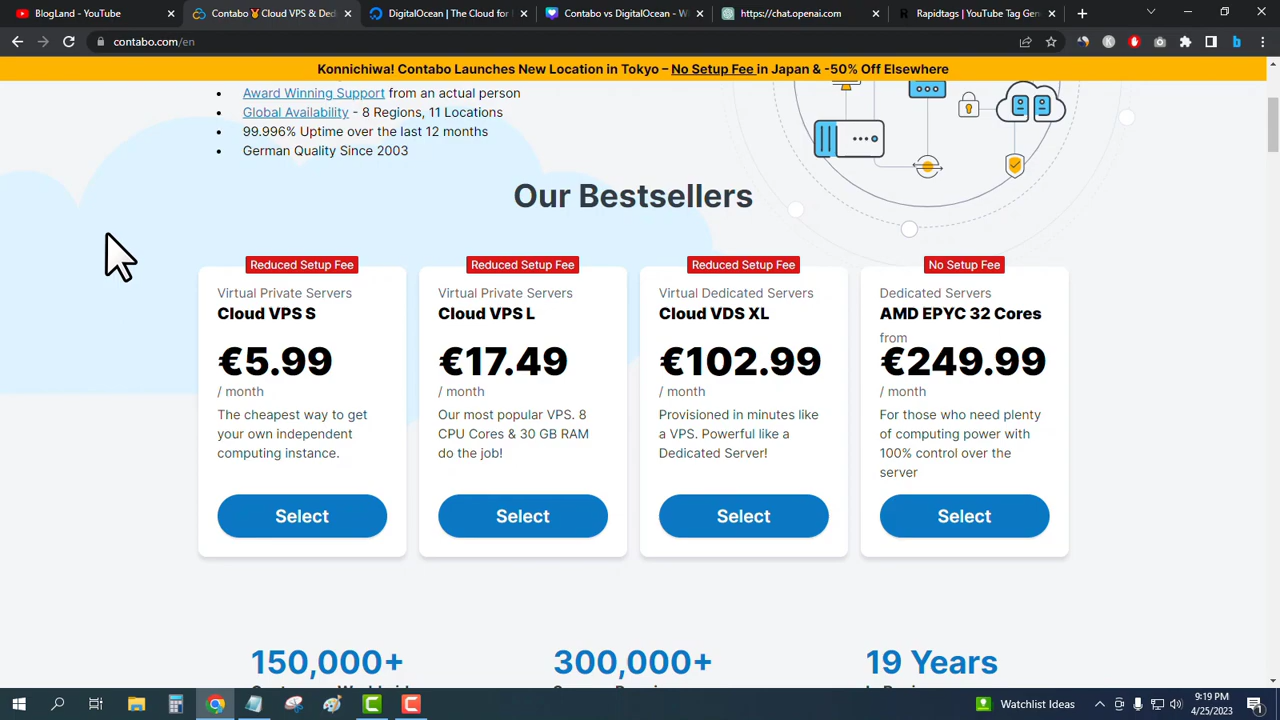 BlogLand - YouTube
Contabo🏅Cloud VPS & Ded
DigitalOcean | The Cloud for
Contabo vs DigitalOcean - W
https://chat.openai.com
Rapidtags | YouTube Tag Gen
contabo.com/en
Konnichiwa! Contabo Launches New Location in Tokyo – No Setup Fee in Japan & -50% Off Elsewhere
Award Winning Support from an actual person
Global Availability - 8 Regions, 11 Locations
99.996% Uptime over the last 12 months
German Quality Since 2003
Our Bestsellers
Reduced Setup Fee
Virtual Private Servers
Cloud VPS S
€5.99
/ month
The cheapest way to get
your own independent
computing instance.
Select
Reduced Setup Fee
Virtual Private Servers
Cloud VPS L
€17.49
/ month
Our most popular VPS. 8
CPU Cores & 30 GB RAM
do the job!
Select
Reduced Setup Fee
Virtual Dedicated Servers
Cloud VDS XL
€102.99
/ month
Provisioned in minutes like
a VPS. Powerful like a
Dedicated Server!
Select
No Setup Fee
Dedicated Servers
AMD EPYC 32 Cores
from
€249.99
/ month
For those who need plenty
of computing power with
100% control over the
server
Select
150,000+
300,000+
19 Years
Watchlist Ideas
9:19 PM
4/25/2023